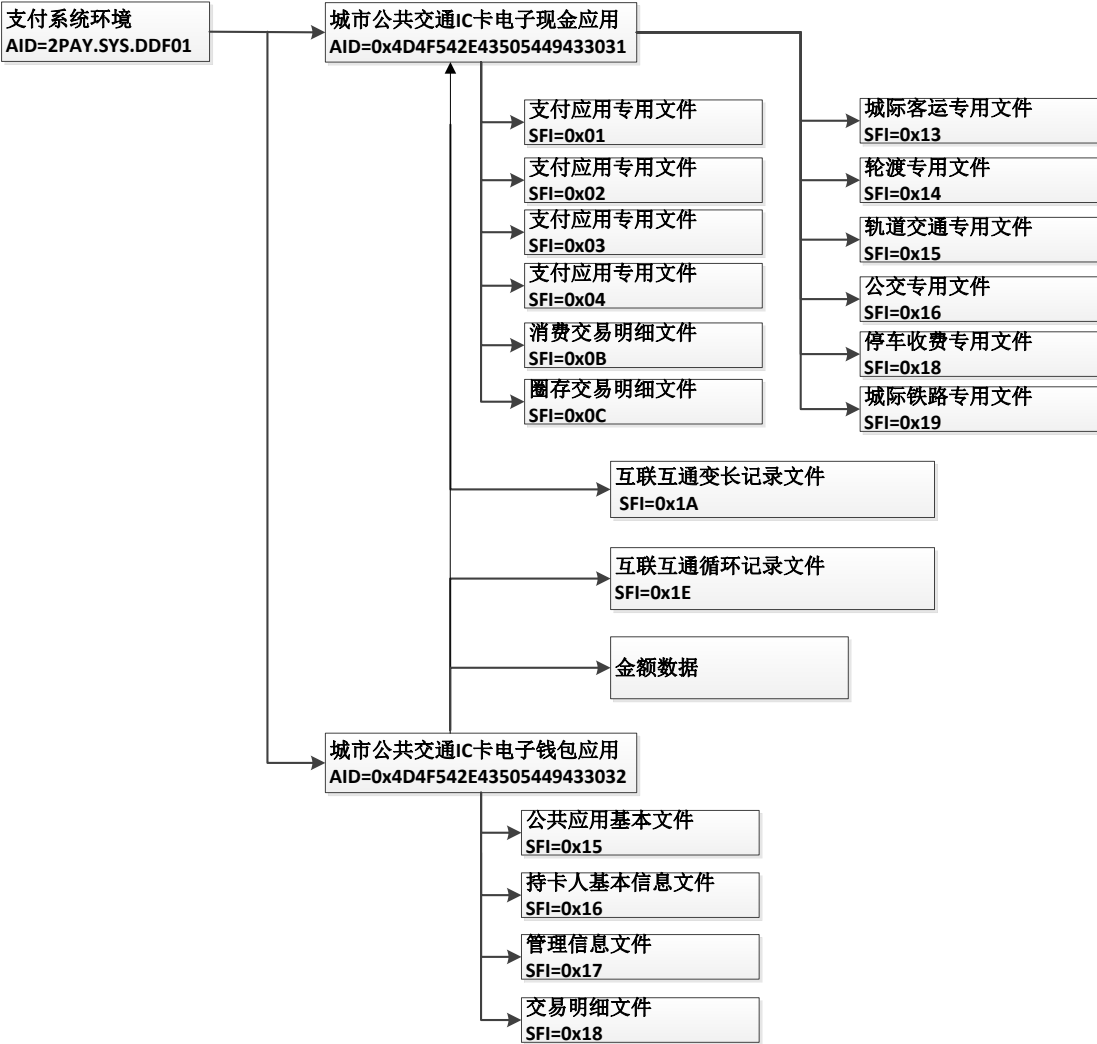 支付系统环境
AID=2PAY.SYS.DDF01
城市公共交通IC卡电子现金应用
AID=0x4D4F542E43505449433031
支付应用专用文件
SFI=0x01
支付应用专用文件
SFI=0x02
支付应用专用文件
SFI=0x03
支付应用专用文件
SFI=0x04
消费交易明细文件
SFI=0x0B
圈存交易明细文件
SFI=0x0C
城际客运专用文件
SFI=0x13
轮渡专用文件
SFI=0x14
轨道交通专用文件
SFI=0x15
公交专用文件
SFI=0x16
停车收费专用文件
SFI=0x18
城际铁路专用文件
SFI=0x19
互联互通变长记录文件
SFI=0x1A
互联互通循环记录文件
SFI=0x1E
金额数据
城市公共交通IC卡电子钱包应用
AID=0x4D4F542E43505449433032
公共应用基本文件
SFI=0x15
持卡人基本信息文件
SFI=0x16
管理信息文件
SFI=0x17
交易明细文件
SFI=0x18